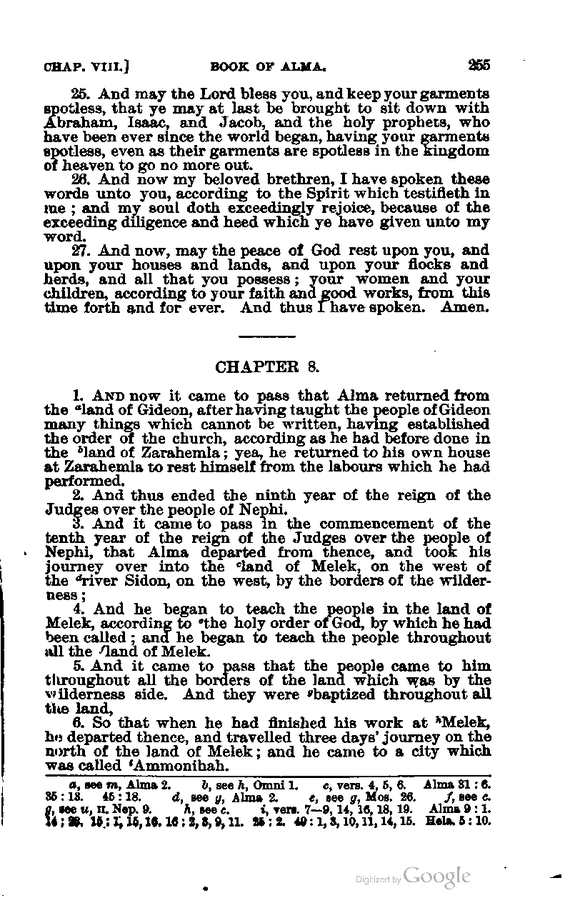 CHAP. VIII.] BOOK OF ALMA. 255
25. And may the Lord bless you, and keep your garments
spotless, that ye may at last be brought to sit down with
Abraham, Isaac, and Jacob, and the holy prophets, who
have been ever since the world began, having your garments
spotless, even as their garments are spotless in the kingdom
of heaven to go no more out.
26. And now my beloved brethren, I have spoken these
words unto you, according to the Spirit which testifieth in
me ; and my soul doth exceedingly rejoice, because of the
exceeding diligence and heed which ye have given unto my
word.
27. And now, may the peace of God rest upon you, and
upon your houses and lands, and upon your flocks and
herds, and all that you possess ; your women and your
children, according to your faith and good works, from this
time forth and for ever. And thus I have spoken. Amen.
CHAPTER 8.
1. AND now it came to pass that Alma returned from
the ᵃland of Gideon, after having taught the people of Gideon
many things which cannot be written, having established
the order of the church, according as he had before done in
the ᵇland of Zarahemla ; yea, he returned to his own house
at Zarahemla to rest himself from the labours which he had
performed.
2. And thus ended the ninth year of the reign of the
Judges over the people of Nephi.
3. And it came to pass in the commencement of the
tenth year of the reign of the Judges over the people of
Nephi, that Alma departed from thence, and took his
journey over into the ᶜland of Melek, on the west of
the ᵈriver Sidon, on the west, by the borders of the wilder-
ness ;
4. And he began to teach the people in the land of
Melek, according to ᵉthe holy order of God, by which he had
been called ; and he began to teach the people throughout
all the ᶠland of Melek.
5. And it came to pass that the people came to him
throughout all the borders of the land which was by the
wilderness side. And they were ᵍbaptized throughout all
the land,
6. So that when he had finished his work at ʰMelek,
he departed thence, and travelled three days' journey on the
north of the land of Melek ; and he came to a city which
was called ⁱAmmonihah.
a, see m, Alma 2. b, see h, Omni 1. c, vers. 4, 5, 6. Alma 31 : 6.
35 : 13. 45 : 18. d, see g, Alma 2. e, see g, Mos. 26. f, see c.
g, see u, II. Nep. 9. h, see c. i, vers. 7—9, 14, 16, 18, 19. Alma 9 : 1.
14 : 23. 15 : 1, 15, 16. 16 : 2, 3, 9, 11. 25 : 2. 49 : 1, 3, 10, 11, 14, 15. Hela. 5 : 10.
Digitized by Google